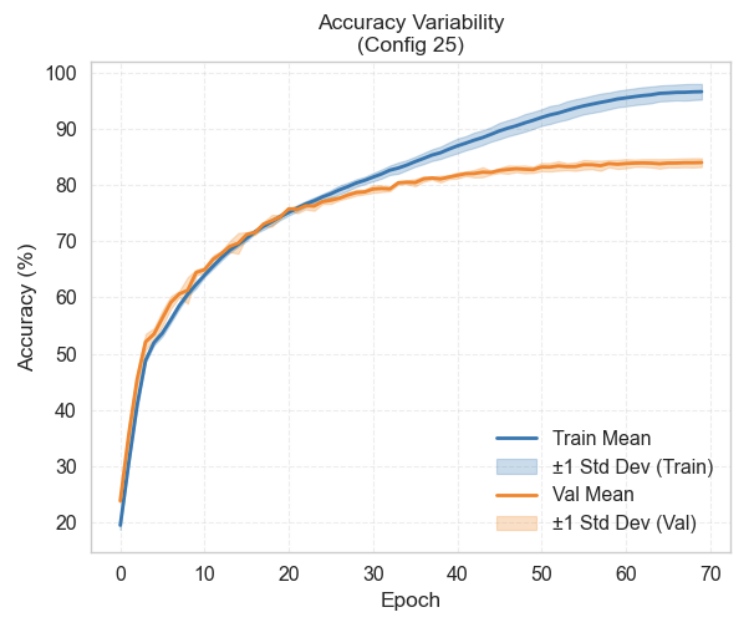 Accuracy Variability
(Config 25)
Accuracy (%)
100
90
80
70
60
50
40
30
20
0 10 20 30 40 50 60 70
Epoch
Train Mean
±1 Std Dev (Train)
Val Mean
±1 Std Dev (Val)